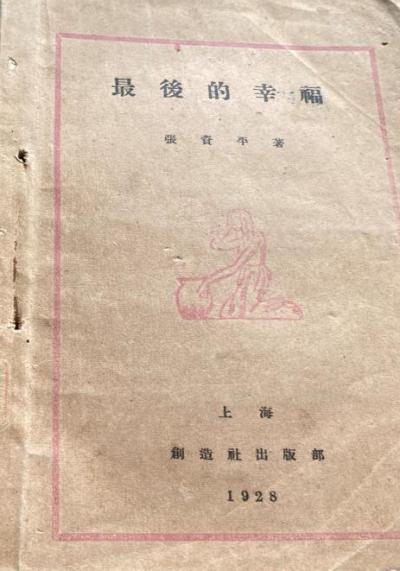 最後的幸福
張資平著
上海
創造社出版部
1928